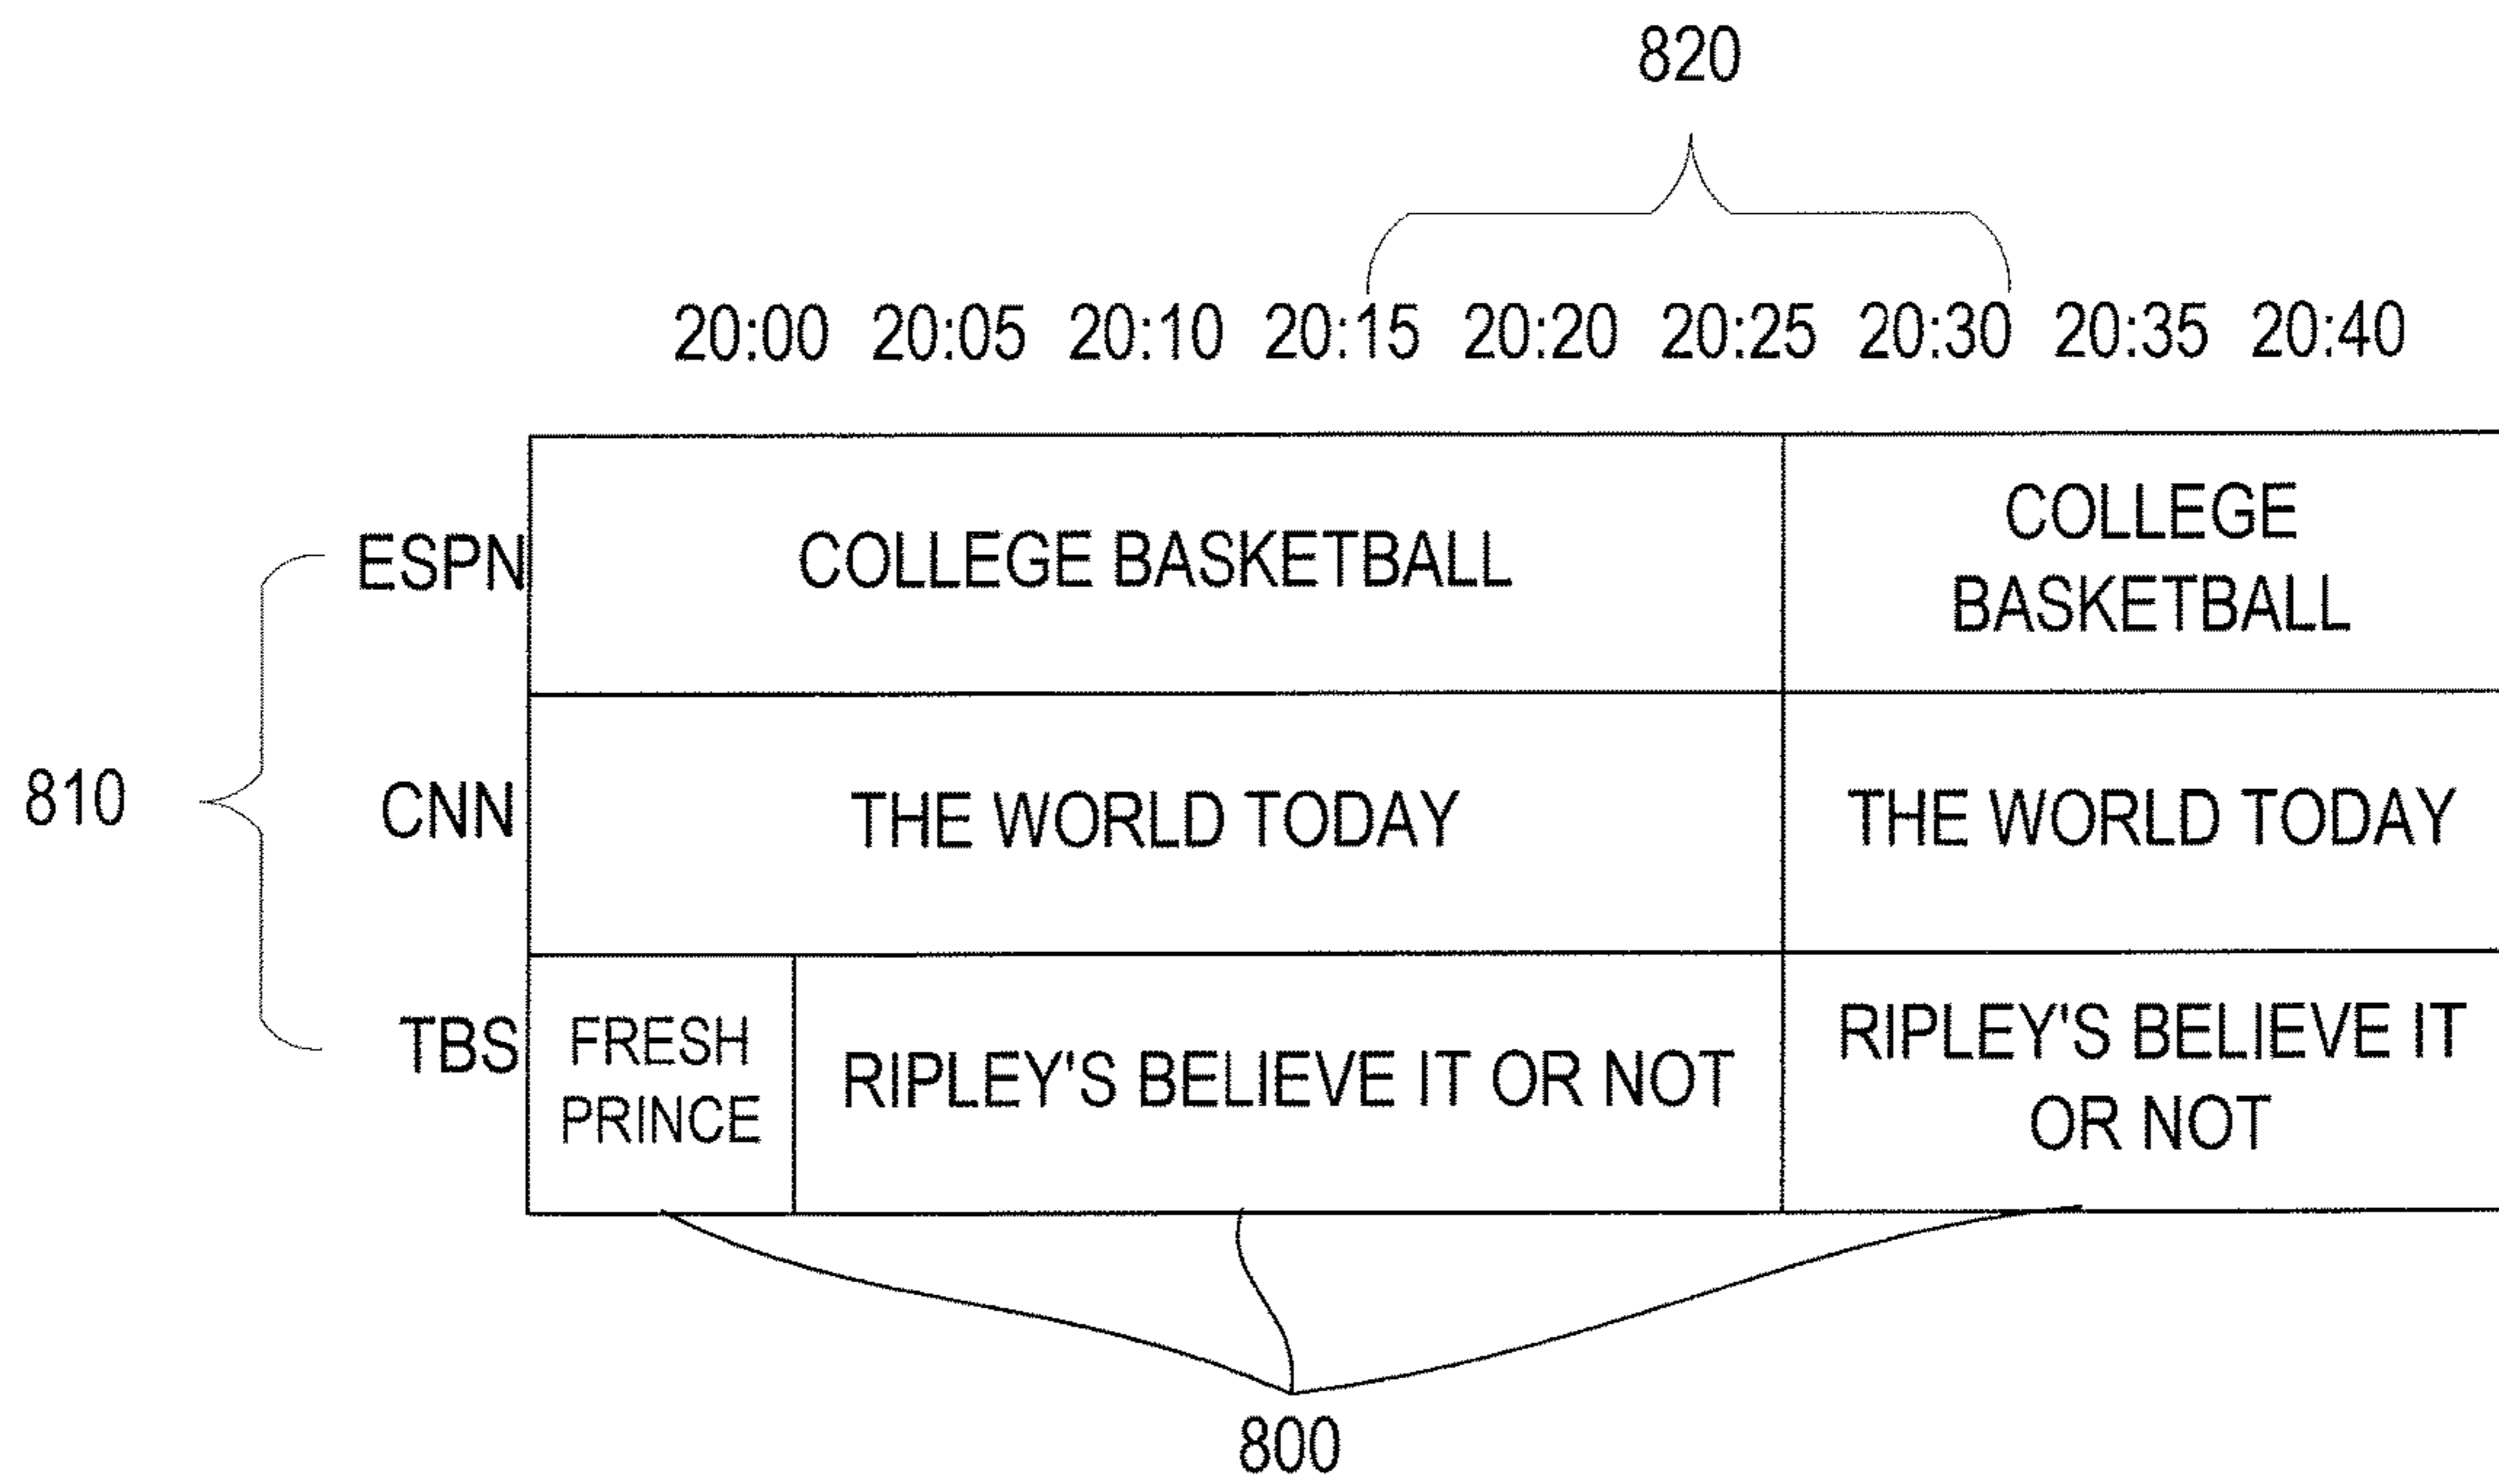 820
20:00 20:05 20:10 20:15 20:20 20:25 20:30 20:35 20:40
ESPN
COLLEGE BASKETBALL
COLLEGE
BASKETBALL
810
CNN
THE WORLD TODAY
THE WORLD TODAY
TBS
FRESH
PRINCE
RIPLEY'S BELIEVE IT OR NOT
RIPLEY'S BELIEVE IT
OR NOT
800